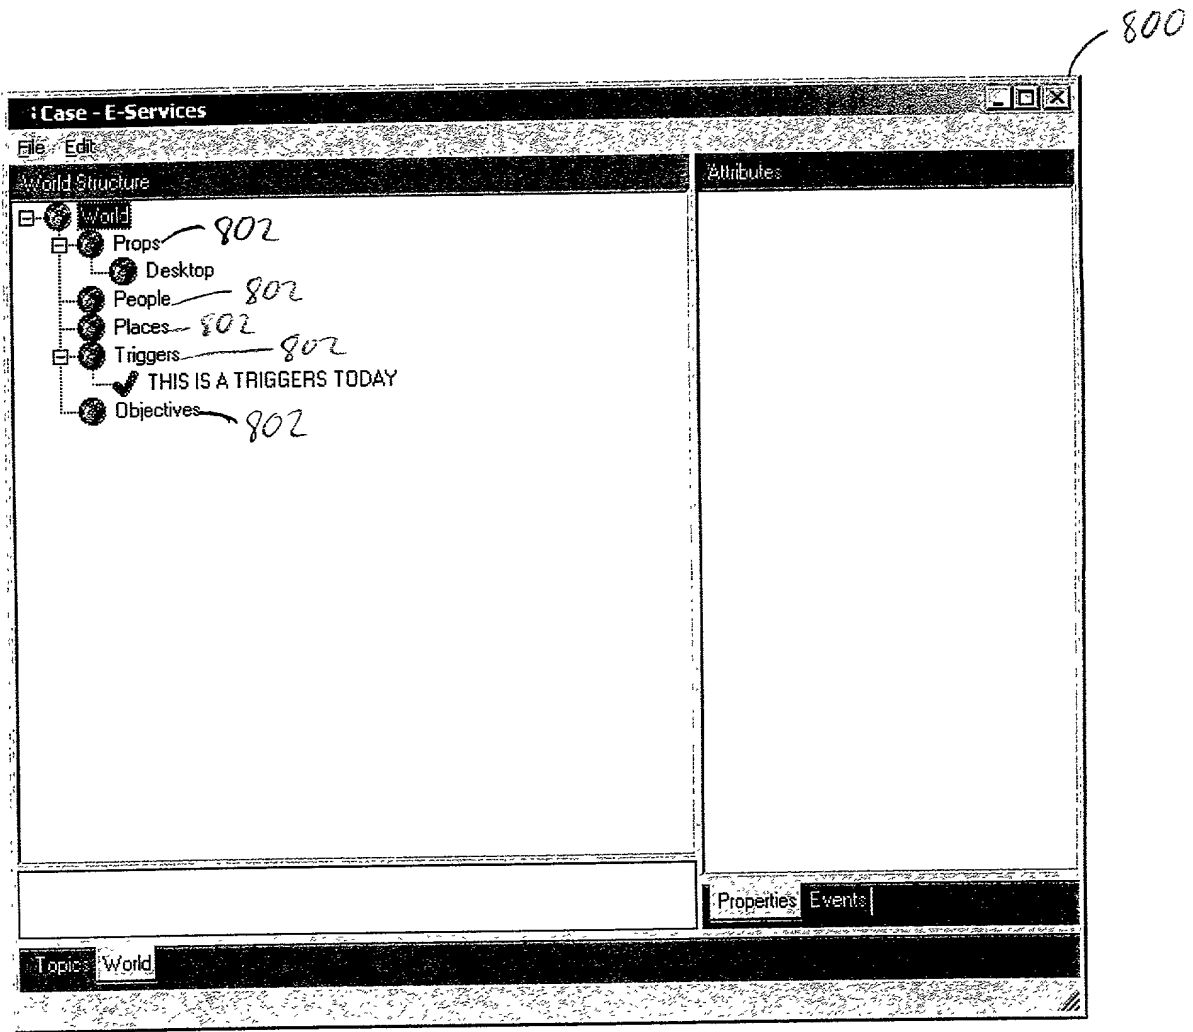 800
iCase - E-Services
File Edit
World Structure
Attributes
World
Props 802
Desktop
People 802
Places 802
Triggers 802
THIS IS A TRIGGERS TODAY
Objectives 802
Properties Events
Topic World